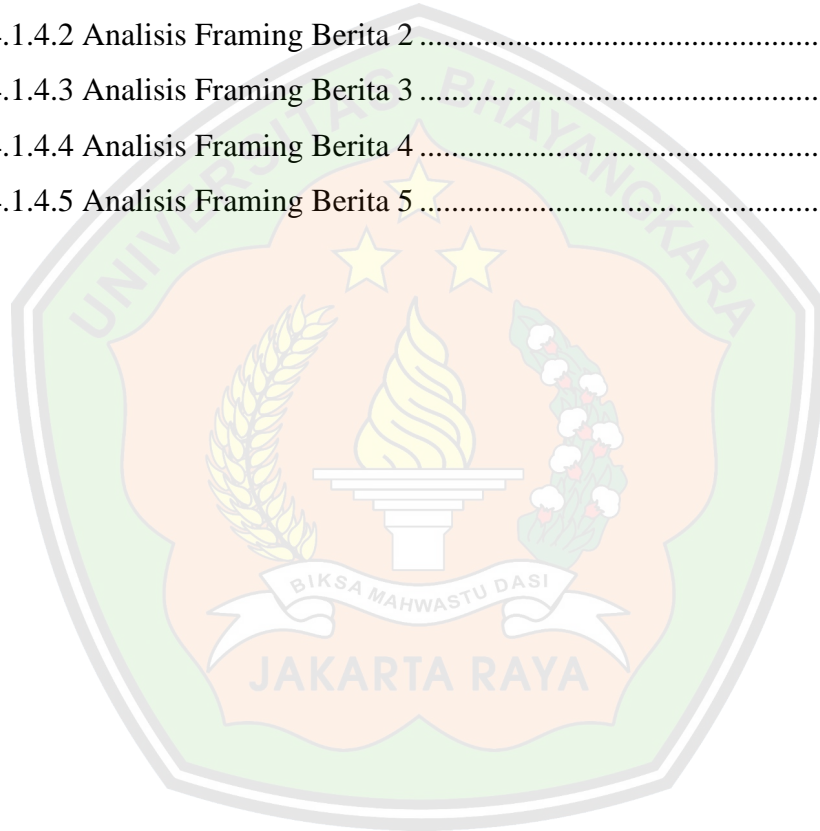 .1.4.2 Analisis Framing Berita 2 ..................................................
.1.4.3 Analisis Framing Berita 3 ..................................................
.1.4.4 Analisis Framing Berita 4 ..................................................
.1.4.5 Analisis Framing Berita 5 ..................................................
UNIVERSITAS BHAYANGKARA
BIKSA MAHWASTU DASI
JAKARTA RAYA